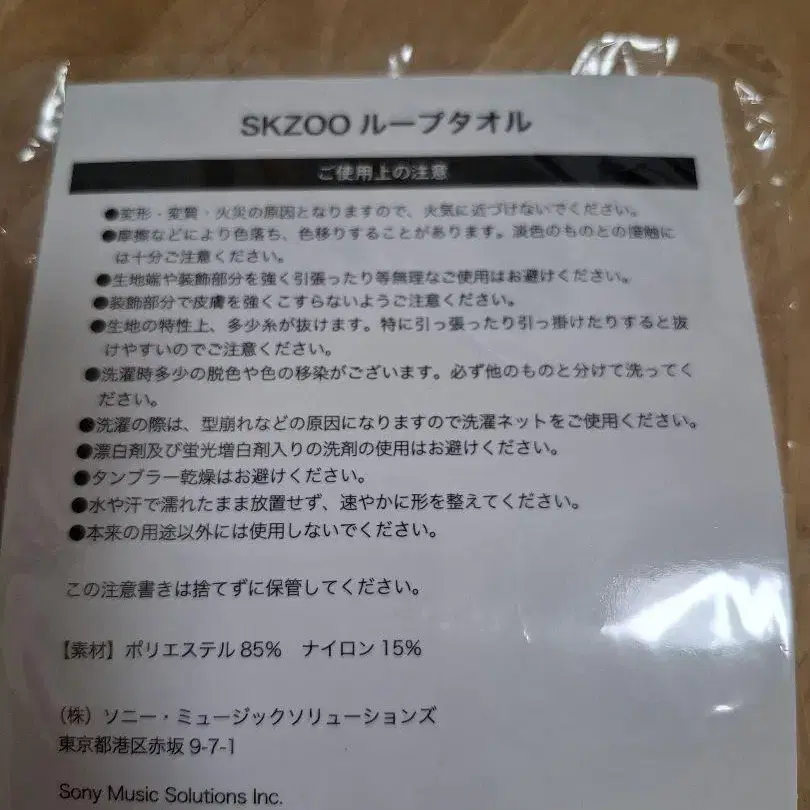 SKZOO ループタオル
ご使用上の注意
●変形・変質・火災の原因となりますので、火気に近づけないでください。
●摩擦などにより色落ち、色移りすることがあります。淡色のものとの接触に
は十分ご注意ください。
●生地端や装飾部分を強く引張ったり等無理なご使用はお避けください。
●装飾部分で皮膚を強くこすらないようご注意ください。
●生地の特性上、多少糸が抜けます。特に引っ張ったり引っ掛けたりすると抜
けやすいのでご注意ください。
●洗濯時多少の脱色や色の移染がございます。必ず他のものと分けて洗ってく
ださい。
●洗濯の際は、型崩れなどの原因になりますので洗濯ネットをご使用ください。
●漂白剤及び蛍光増白剤入りの洗剤の使用はお避けください。
●タンブラー乾燥はお避けください。
●水や汗で濡れたまま放置せず、速やかに形を整えてください。
●本来の用途以外には使用しないでください。
この注意書きは捨てずに保管してください。
【素材】ポリエステル 85% ナイロン 15%
（株）ソニー・ミュージックソリューションズ
東京都港区赤坂 9-7-1
Sony Music Solutions Inc.